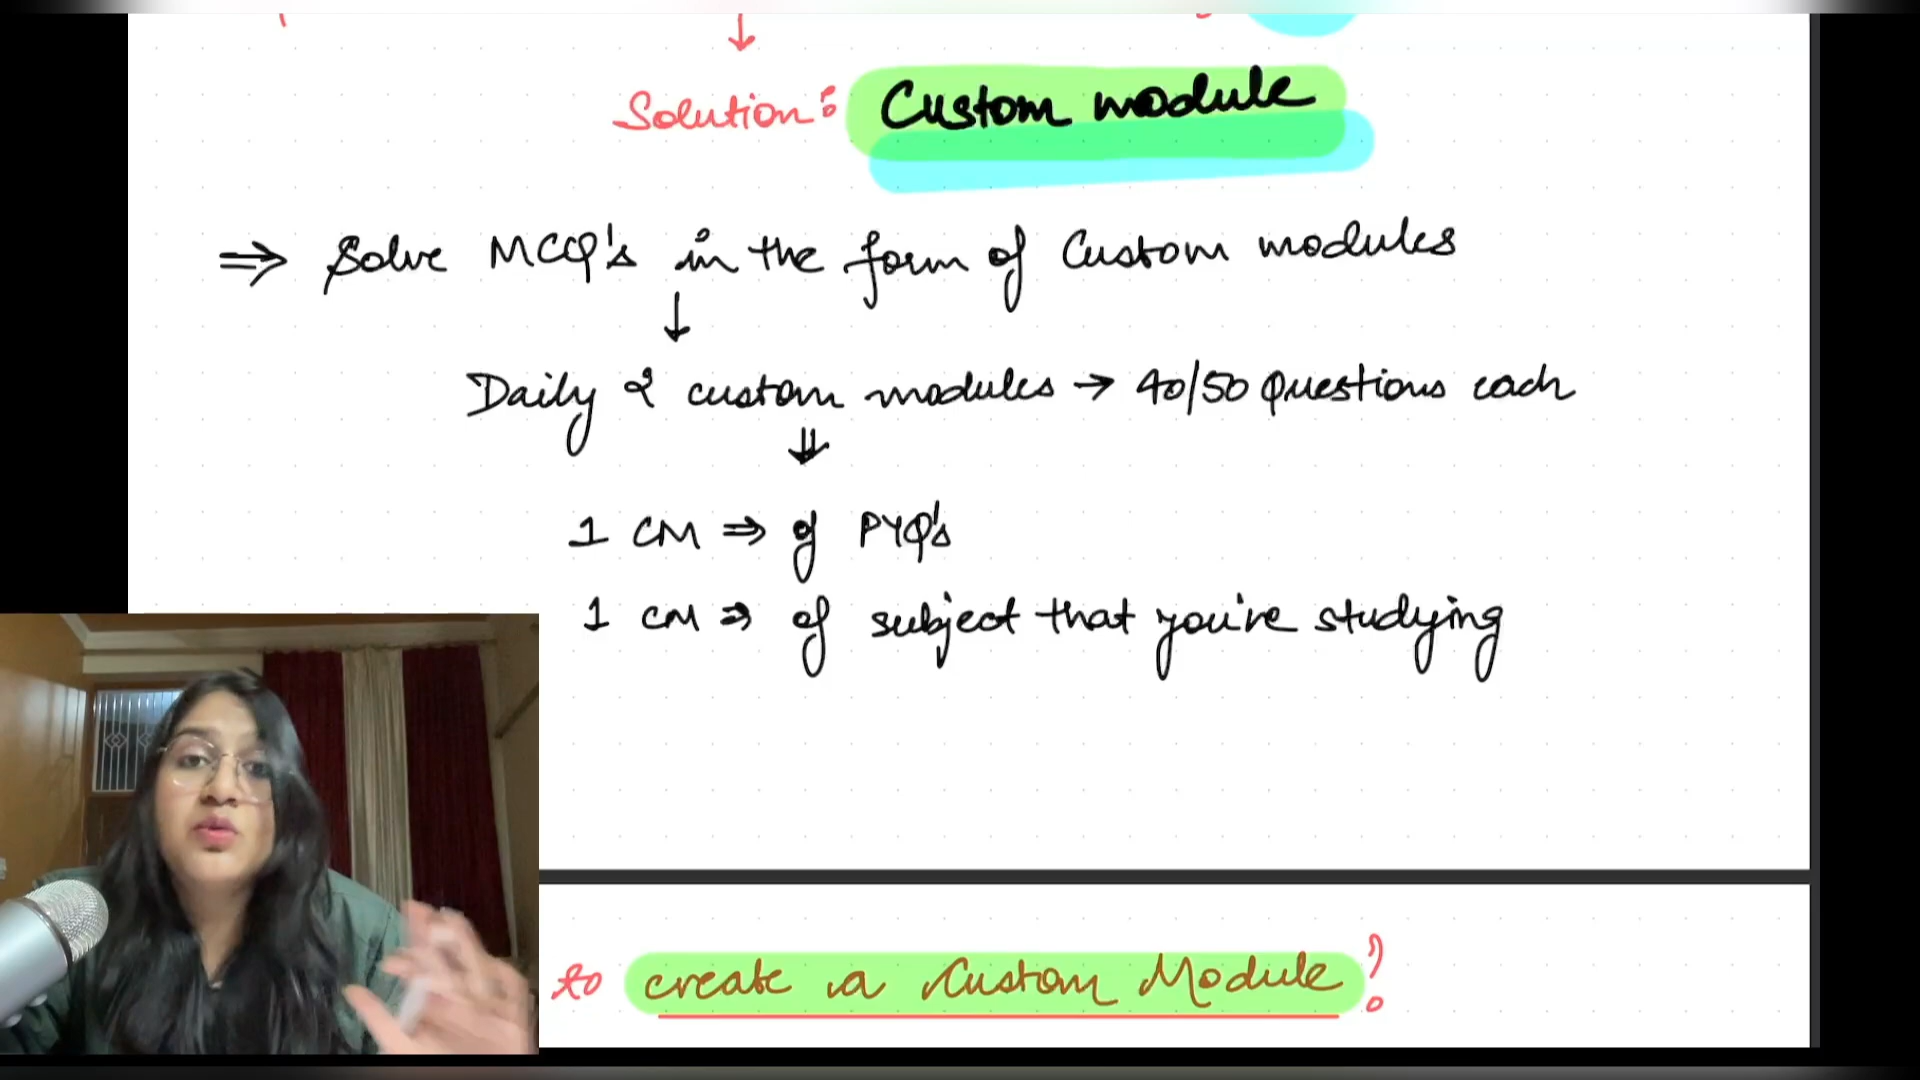 Solution: Custom module
⇒ Solve MCQ's in the form of Custom modules
↓
Daily 2 custom modules → 40/50 Questions each
⇓
1 CM ⇒ of PYQ's
1 CM ⇒ of subject that you're studying
to create a Custom Module?